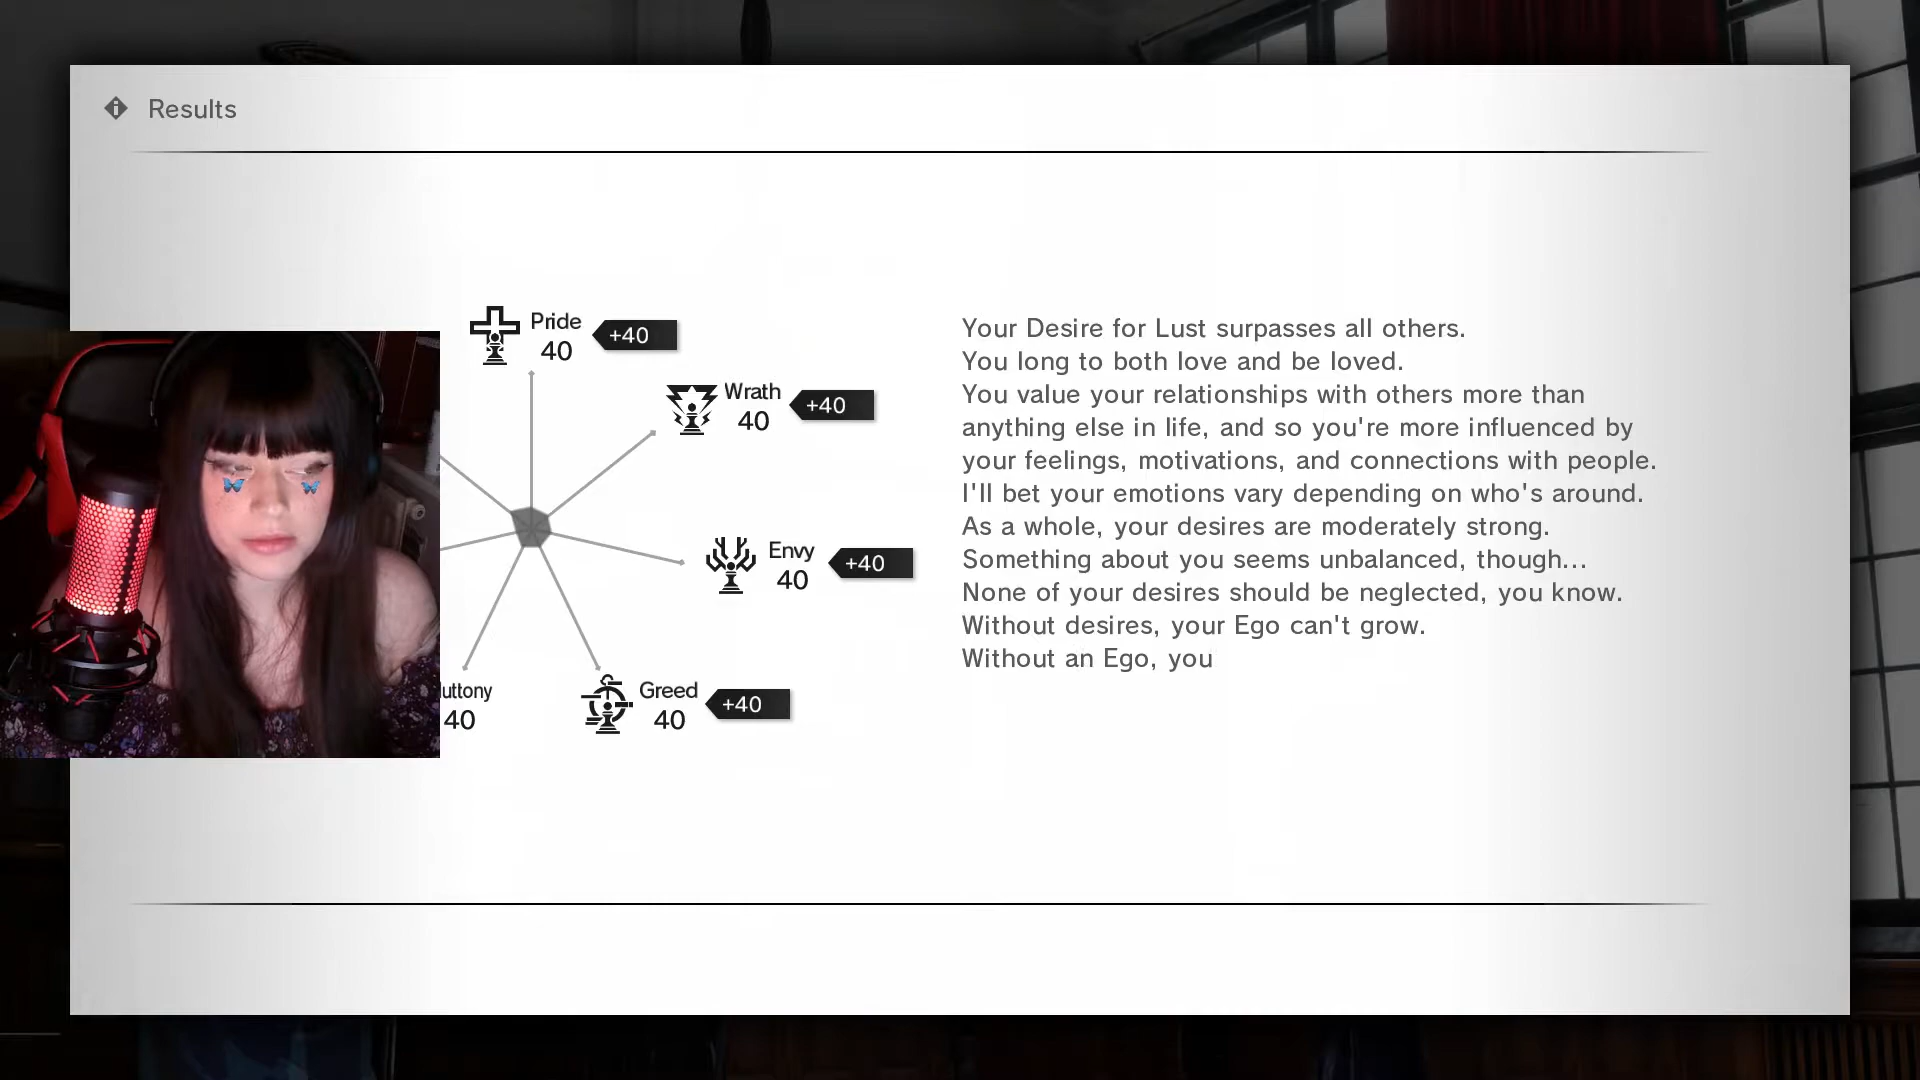 Results
Pride
40
+40
Wrath
40
+40
Envy
40
+40
Greed
40
+40
uttony
40
Your Desire for Lust surpasses all others.
You long to both love and be loved.
You value your relationships with others more than
anything else in life, and so you're more influenced by
your feelings, motivations, and connections with people.
I'll bet your emotions vary depending on who's around.
As a whole, your desires are moderately strong.
Something about you seems unbalanced, though...
None of your desires should be neglected, you know.
Without desires, your Ego can't grow.
Without an Ego, you